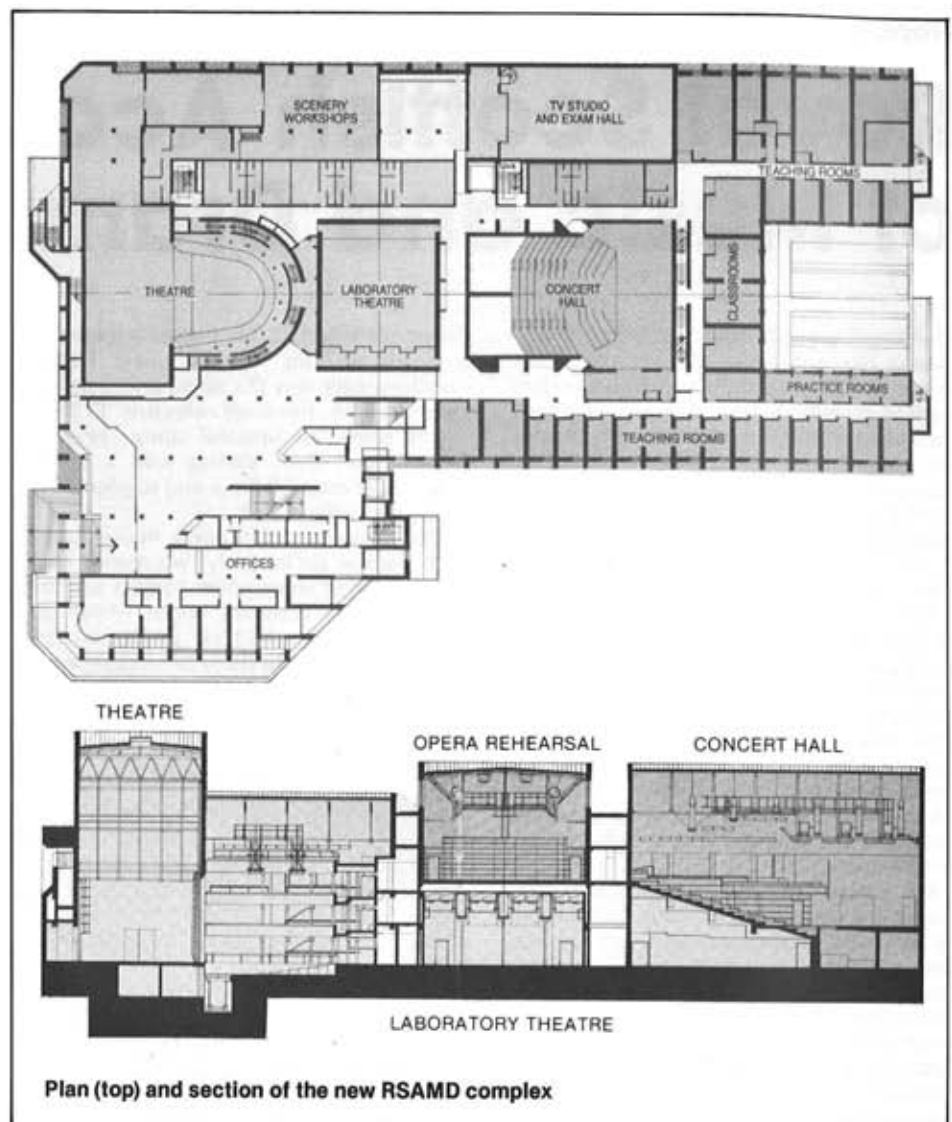 SCENERY
WORKSHOPS
TV STUDIO
AND EXAM HALL
TEACHING ROOMS
THEATRE
LABORATORY
THEATRE
CONCERT
HALL
CLASSROOMS
PRACTICE ROOMS
TEACHING ROOMS
OFFICES
THEATRE
OPERA REHEARSAL
CONCERT HALL
LABORATORY THEATRE
Plan (top) and section of the new RSAMD complex